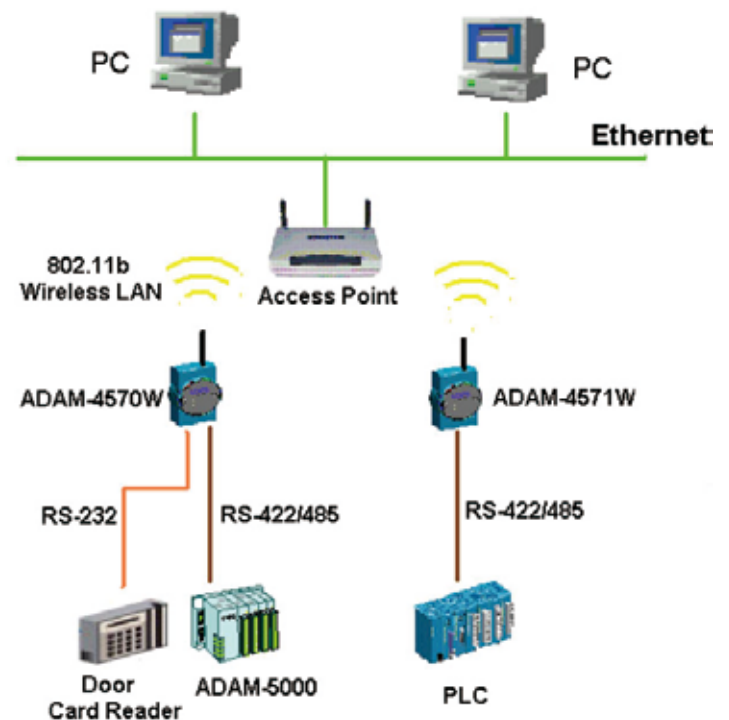 PC
PC
Ethernet
802.11b
Wireless LAN
Access Point
ADAM-4570W
ADAM-4571W
RS-232
RS-422/485
RS-422/485
Door
Card Reader
ADAM-5000
PLC